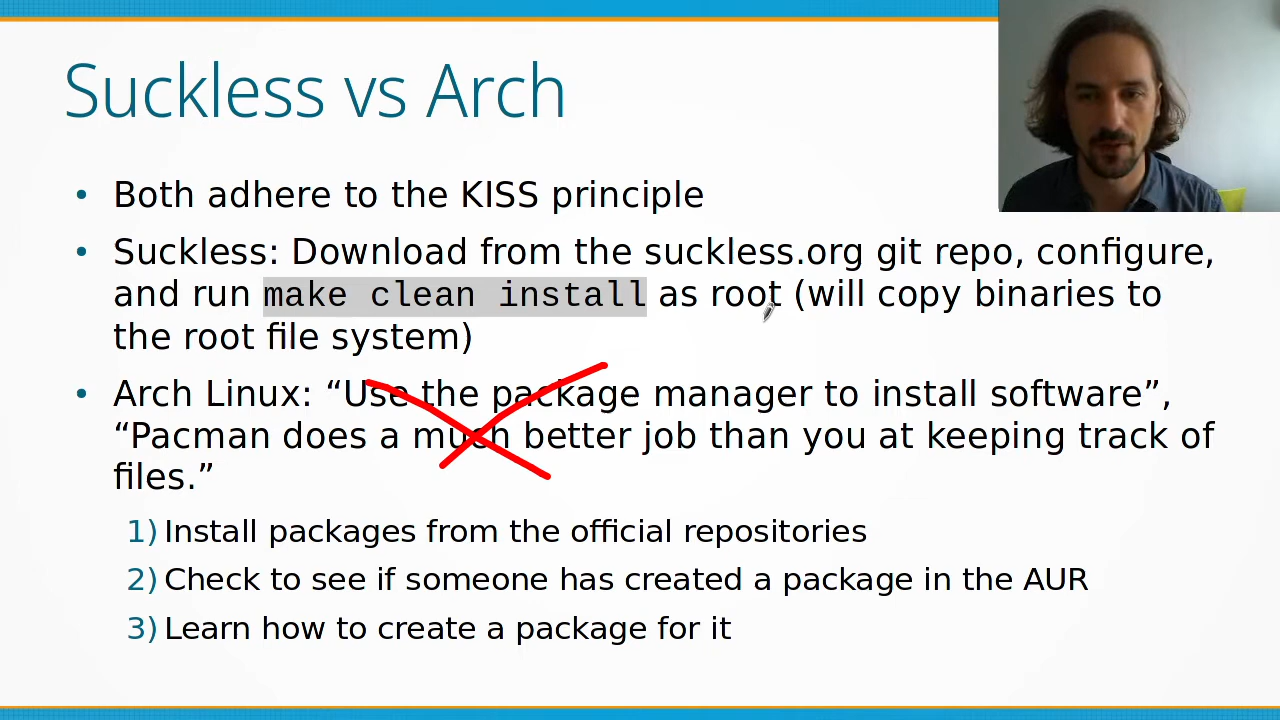 Suckless vs Arch
• Both adhere to the KISS principle
• Suckless: Download from the suckless.org git repo, configure,
and run make clean install as root (will copy binaries to
the root file system)
• Arch Linux: “Use the package manager to install software”,
“Pacman does a much better job than you at keeping track of
files.”
1) Install packages from the official repositories
2) Check to see if someone has created a package in the AUR
3) Learn how to create a package for it